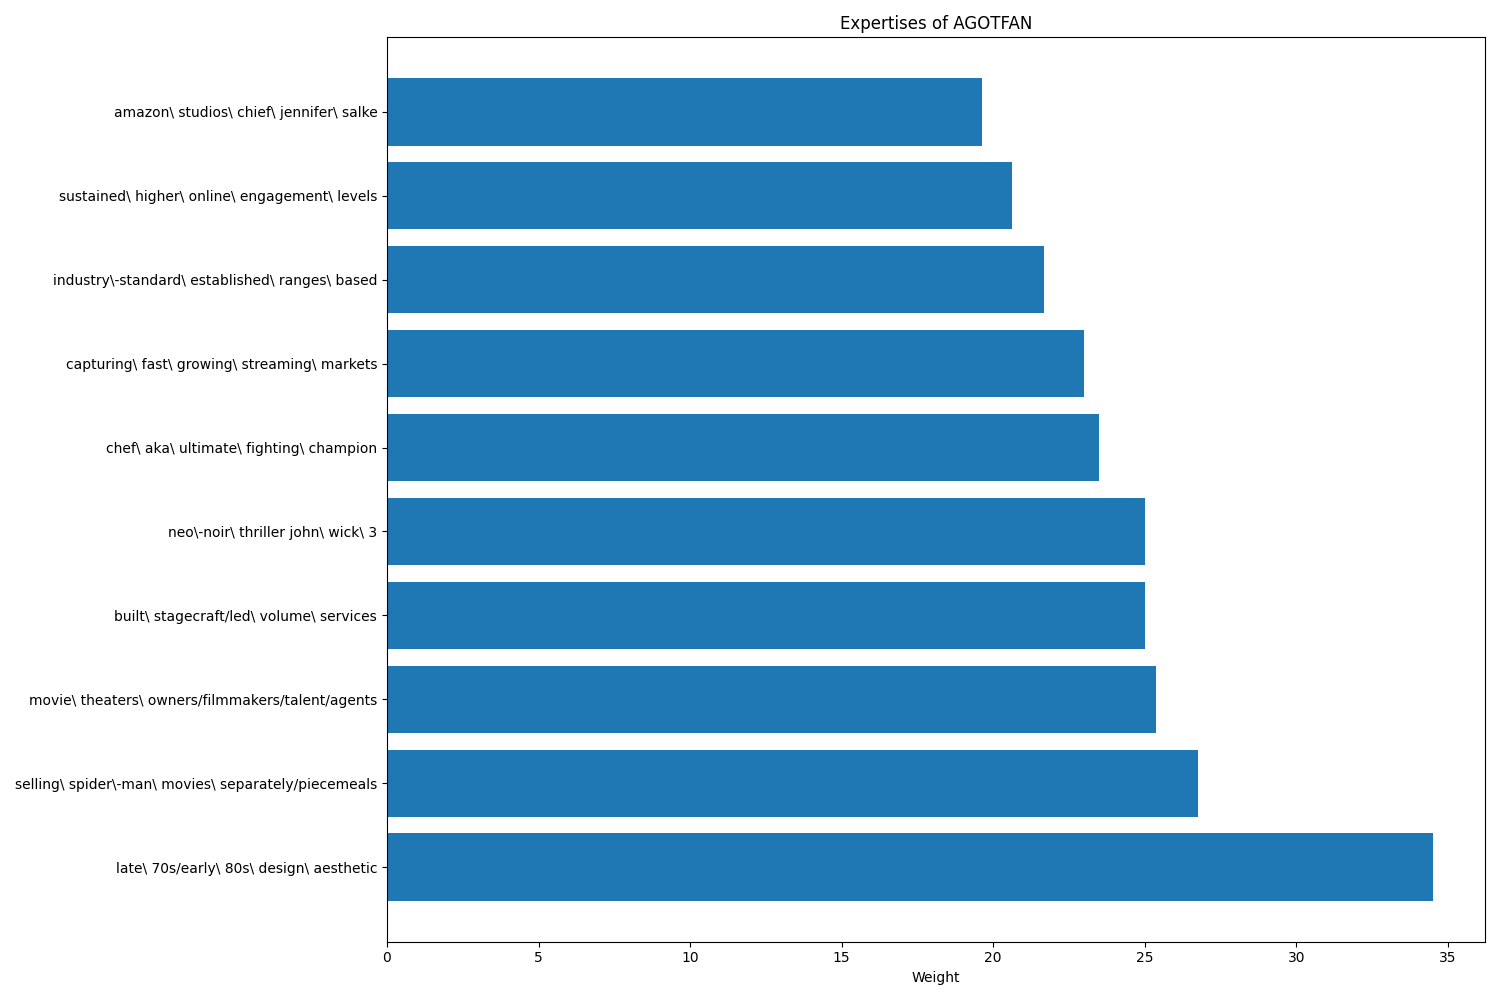 Expertises of AGOTFAN
amazon\ studios\ chief\ jennifer\ salke
sustained\ higher\ online\ engagement\ levels
industry\-standard\ established\ ranges\ based
capturing\ fast\ growing\ streaming\ markets
chef\ aka\ ultimate\ fighting\ champion
neo\-noir\ thriller john\ wick\ 3
built\ stagecraft/led\ volume\ services
movie\ theaters\ owners/filmmakers/talent/agents
selling\ spider\-man\ movies\ separately/piecemeals
late\ 70s/early\ 80s\ design\ aesthetic
0 5 10 15 20 25 30 35
Weight